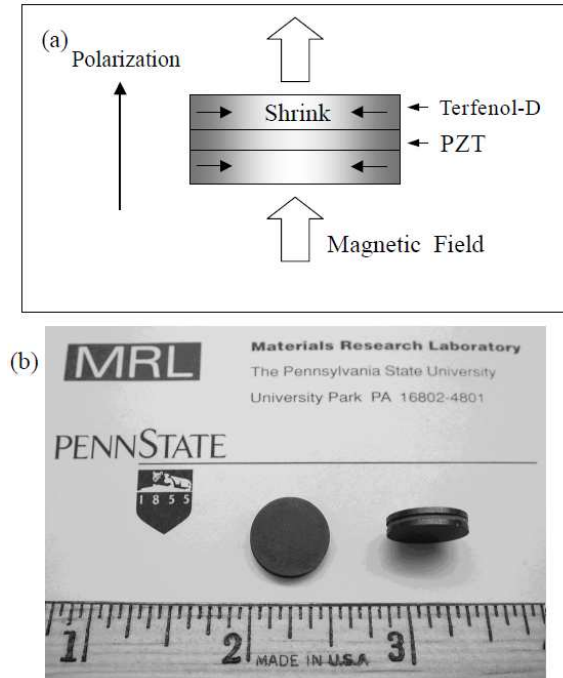 (a)
Polarization
Shrink
Terfenol-D
PZT
Magnetic Field
(b)
MRL
Materials Research Laboratory
The Pennsylvania State University
University Park PA 16802-4801
PENNSTATE
1855
1 2 3
MADE IN U.S.A